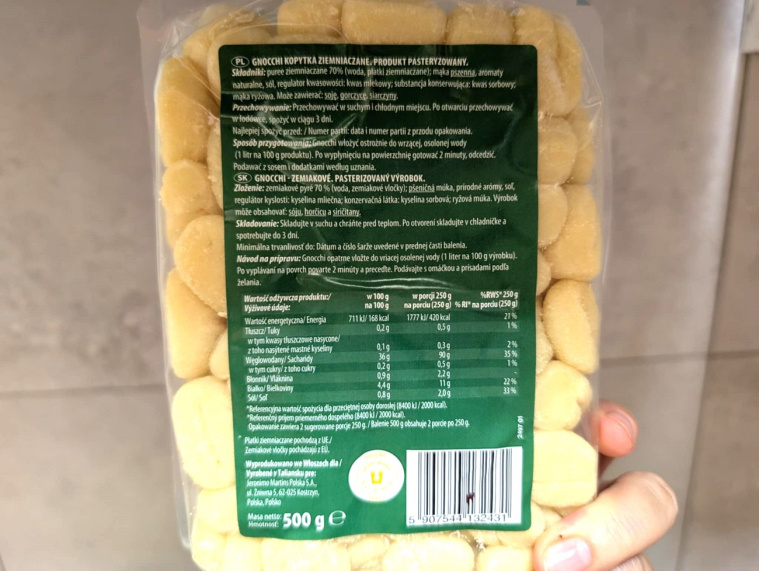 PL GNOCCHI KOPYTKA ZIEMNIACZANE. PRODUKT PASTERYZOWANY.
Składniki: puree ziemniaczane 70% (woda, płatki ziemniaczane); mąka pszenna, aromaty
naturalne, sól, regulator kwasowości: kwas mlekowy; substancja konserwująca: kwas sorbowy;
mąka ryżowa. Może zawierać: soję, gorczycę, siarczyny.
Przechowywanie: Przechowywać w suchym i chłodnym miejscu. Po otwarciu przechowywać
w lodówce, spożyć w ciągu 3 dni.
Najlepiej spożyć przed: / Numer partii: data i numer partii z przodu opakowania.
Sposób przygotowania: Gnocchi włożyć ostrożnie do wrzącej, osolonej wody
(1 litr na 100 g produktu). Po wypłynięciu na powierzchnię gotować 2 minuty, odcedzić.
Podawać z sosem i dodatkami według uznania.
SK GNOCCHI - ZEMIAKOVÉ. PASTERIZOVANÝ VÝROBOK.
Zloženie: zemiakové pyré 70 % (voda, zemiakové vločky); pšeničná múka, prírodné arómy, soľ,
regulátor kyslosti: kyselina mliečna; konzervačná látka: kyselina sorbová; ryžová múka. Výrobok
môže obsahovať: sóju, horčicu a siričitany.
Skladovanie: Skladujte v suchu a chráňte pred teplom. Po otvorení skladujte v chladničke a
spotrebujte do 3 dní.
Minimálna trvanlivosť do: Dátum a číslo šarže uvedené v prednej časti balenia.
Návod na prípravu: Gnocchi opatrne vložte do vriacej osolenej vody (1 liter na 100 g výrobku).
Po vyplávaní na povrch povarte 2 minúty a preceďte. Podávajte s omáčkou a prísadami podľa
želania.
Wartość odżywcza produktu:/ w 100 g w porcji 250 g %RWS* 250 g
Výživové údaje: na 100 g na porciu (250 g) % RI* na porciu (250 g)
Wartość energetyczna/ Energia 711 kJ/ 168 kcal 1777 kJ/ 420 kcal 21 %
Tłuszcz/ Tuky 0,2 g 0,5 g 1 %
w tym kwasy tłuszczowe nasycone/
z toho nasýtené mastné kyseliny 0,1 g 0,3 g 2 %
Węglowodany/ Sacharidy 36 g 90 g 35 %
w tym cukry/ z toho cukry 0,2 g 0,5 g 1 %
Błonnik/ Vláknina 0,9 g 2,2 g -
Białko/ Bielkoviny 4,4 g 11 g 22 %
Sól/ Soľ 0,8 g 2,0 g 33 %
*Referencyjna wartość spożycia dla przeciętnej osoby dorosłej (8400 kJ / 2000 kcal).
*Referenčný príjem priemerného dospelého (8400 kJ / 2000 kcal).
Opakowanie zawiera 2 sugerowane porcje 250 g. / Balenie 500 g obsahuje 2 porcie po 250 g.
Płatki ziemniaczane pochodzą z UE./
Zemiakové vločky pochádzajú z EÚ.
Wyprodukowano we Włoszech dla /
Vyrobené v Taliansku pre:
Jeronimo Martins Polska S.A.,
ul. Żniwna 5, 62-025 Kostrzyn,
Polska, Poľsko
Masa netto:
Hmotnosť: 500 g ℮
5 907544 132431